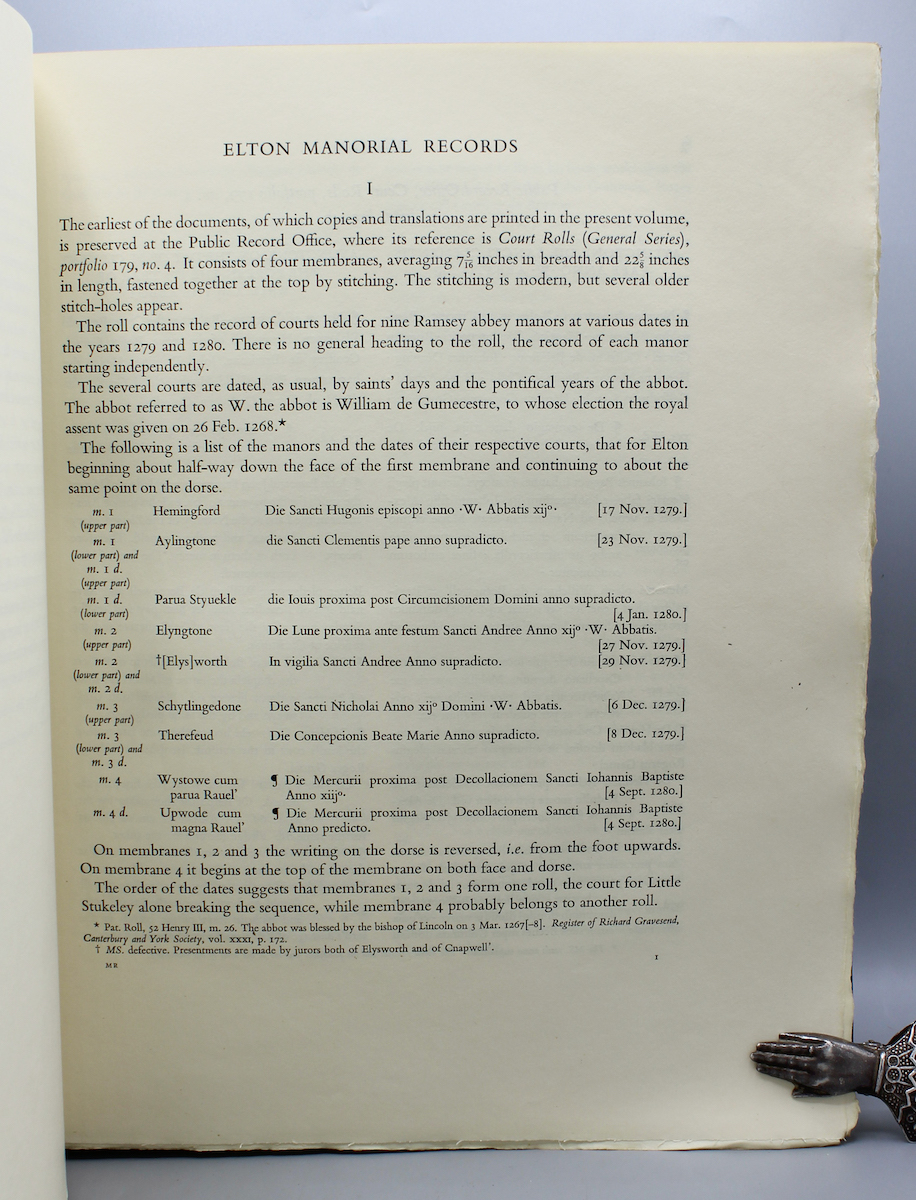 ELTON MANORIAL RECORDS
I
The earliest of the documents, of which copies and translations are printed in the present volume,
is preserved at the Public Record Office, where its reference is Court Rolls (General Series),
portfolio 179, no. 4. It consists of four membranes, averaging 7 5/16 inches in breadth and 22 5/8 inches
in length, fastened together at the top by stitching. The stitching is modern, but several older
stitch-holes appear.
The roll contains the record of courts held for nine Ramsey abbey manors at various dates in
the years 1279 and 1280. There is no general heading to the roll, the record of each manor
starting independently.
The several courts are dated, as usual, by saints' days and the pontifical years of the abbot.
The abbot referred to as W. the abbot is William de Gumecestre, to whose election the royal
assent was given on 26 Feb. 1268.*
The following is a list of the manors and the dates of their respective courts, that for Elton
beginning about half-way down the face of the first membrane and continuing to about the
same point on the dorse.
m. 1 Hemingford Die Sancti Hugonis episcopi anno ·W· Abbatis xijº· [17 Nov. 1279.]
(upper part)
m. 1 Aylingtone die Sancti Clementis pape anno supradicto. [23 Nov. 1279.]
(lower part) and
m. 1 d.
(upper part)
m. 1 d. Parua Styuekle die Iouis proxima post Circumcisionem Domini anno supradicto.
(lower part) [4 Jan. 1280.]
m. 2 Elyngtone Die Lune proxima ante festum Sancti Andree Anno xijº ·W· Abbatis.
(upper part) [27 Nov. 1279.]
m. 2 †[Elys]worth In vigilia Sancti Andree Anno supradicto. [29 Nov. 1279.]
(lower part) and
m. 2 d.
m. 3 Schytlingedone Die Sancti Nicholai Anno xijº Domini ·W· Abbatis. [6 Dec. 1279.]
(upper part)
m. 3 Therefeud Die Concepcionis Beate Marie Anno supradicto. [8 Dec. 1279.]
(lower part) and
m. 3 d.
m. 4 Wystowe cum ¶ Die Mercurii proxima post Decollacionem Sancti Iohannis Baptiste
parua Rauel' Anno xiijº· [4 Sept. 1280.]
m. 4 d. Upwode cum ¶ Die Mercurii proxima post Decollacionem Sancti Iohannis Baptiste
magna Rauel' Anno predicto. [4 Sept. 1280.]
On membranes 1, 2 and 3 the writing on the dorse is reversed, i.e. from the foot upwards.
On membrane 4 it begins at the top of the membrane on both face and dorse.
The order of the dates suggests that membranes 1, 2 and 3 form one roll, the court for Little
Stukeley alone breaking the sequence, while membrane 4 probably belongs to another roll.
* Pat. Roll, 52 Henry III, m. 26. The abbot was blessed by the bishop of Lincoln on 3 Mar. 1267[–8]. Register of Richard Gravesend,
Canterbury and York Society, vol. xxxi, p. 172.
† MS. defective. Presentments are made by jurors both of Elysworth and of Cnapwell'.
MR 1